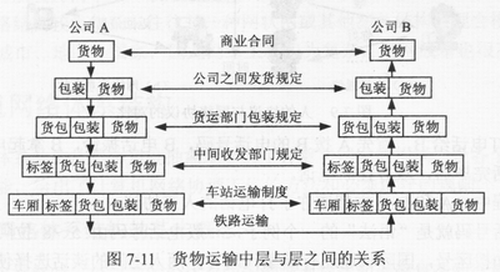 公司 A 公司 B
货物 商业合同 货物
包装 货物 公司之间发货规定 包装 货物
货包 包装 货物 货运部门包装规定 货包 包装 货物
标签 货包 包装 货物 中间收发部门规定 标签 货包 包装 货物
车厢 标签 货包 包装 货物 车站运输制度 车厢 标签 货包 包装 货物
铁路运输
图 7-11 货物运输中层与层之间的关系